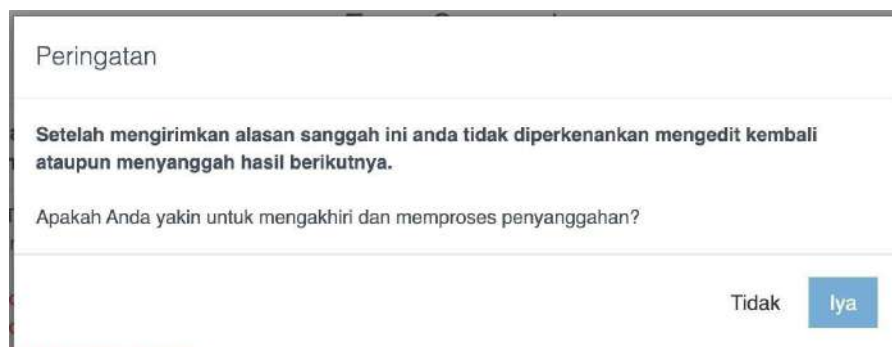 Peringatan
Setelah mengirimkan alasan sanggah ini anda tidak diperkenankan mengedit kembali
ataupun menyanggah hasil berikutnya.
Apakah Anda yakin untuk mengakhiri dan memproses penyanggahan?
Tidak Iya